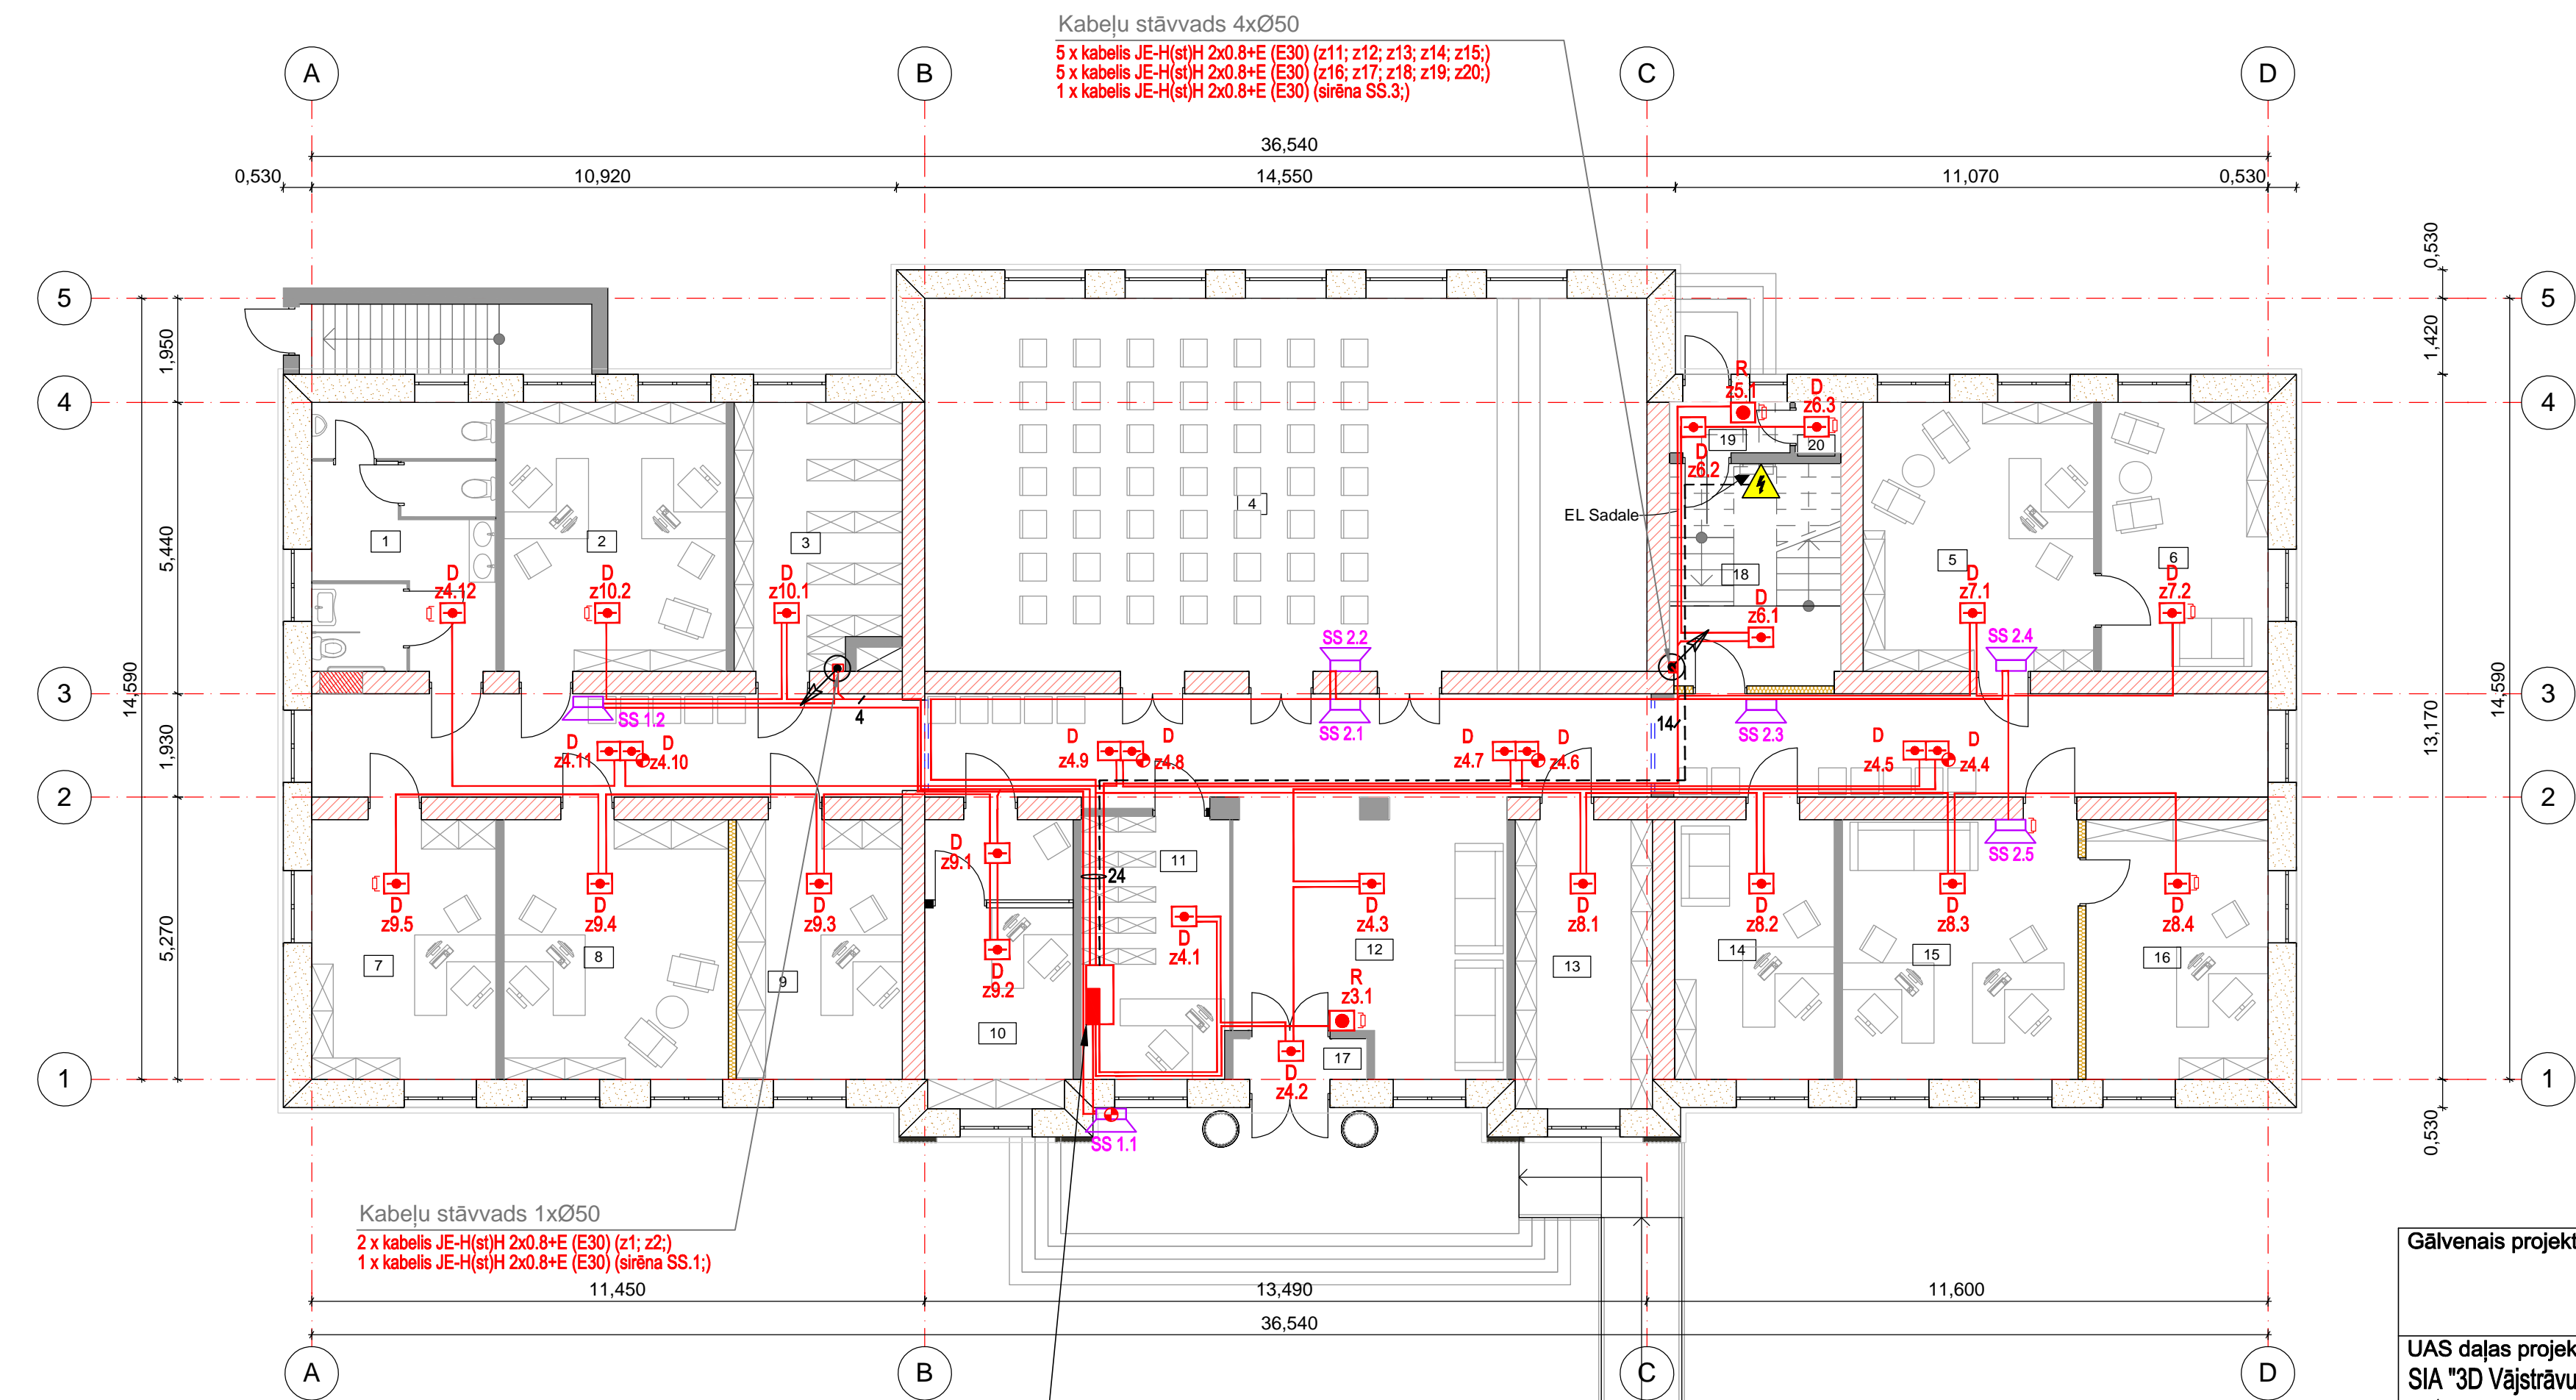 Kabeļu stāvvads 4xØ50
5 x kabelis JE-H(st)H 2x0.8+E (E30) (z11; z12; z13; z14; z15;)
5 x kabelis JE-H(st)H 2x0.8+E (E30) (z16; z17; z18; z19; z20;)
1 x kabelis JE-H(st)H 2x0.8+E (E30) (sirēna SS.3;)
A B C D
36,540
0,530 10,920 14,550 11,070 0,530
0,530
5 5
1,950 1,420
4 4
R
z5.1
D
z6.3
19
20
D
z6.2
EL Sadale
4
5,440
1
2
3
18
5
6
D
z4.12
D
z10.2
D
z10.1
D
z6.1
D
z7.1
D
z7.2
SS 2.2
SS 2.4
14,590
14,590
3 3
SS 1.2
4
SS 2.1
14
SS 2.3
1,930
13,170
D
z4.11
D
z4.10
D
z4.9
D
z4.8
D
z4.7
D
z4.6
D
z4.5
D
z4.4
2 2
D
z9.1
11
SS 2.5
24
D
z9.5
D
z9.4
D
z9.3
D
z4.3
D
z8.1
D
z8.2
D
z8.3
D
z8.4
5,270
D
z4.1
7
8
9
D
z9.2
12
13
14
15
16
R
z3.1
10
17
1 1
D
z4.2
SS 1.1
0,530
Kabeļu stāvvads 1xØ50
2 x kabelis JE-H(st)H 2x0.8+E (E30) (z1; z2;)
1 x kabelis JE-H(st)H 2x0.8+E (E30) (sirēna SS.1;)
11,450 13,490 11,600
36,540
A B C D
Gālvenais projekt
UAS daļas projek
SIA "3D Vājstrāvu